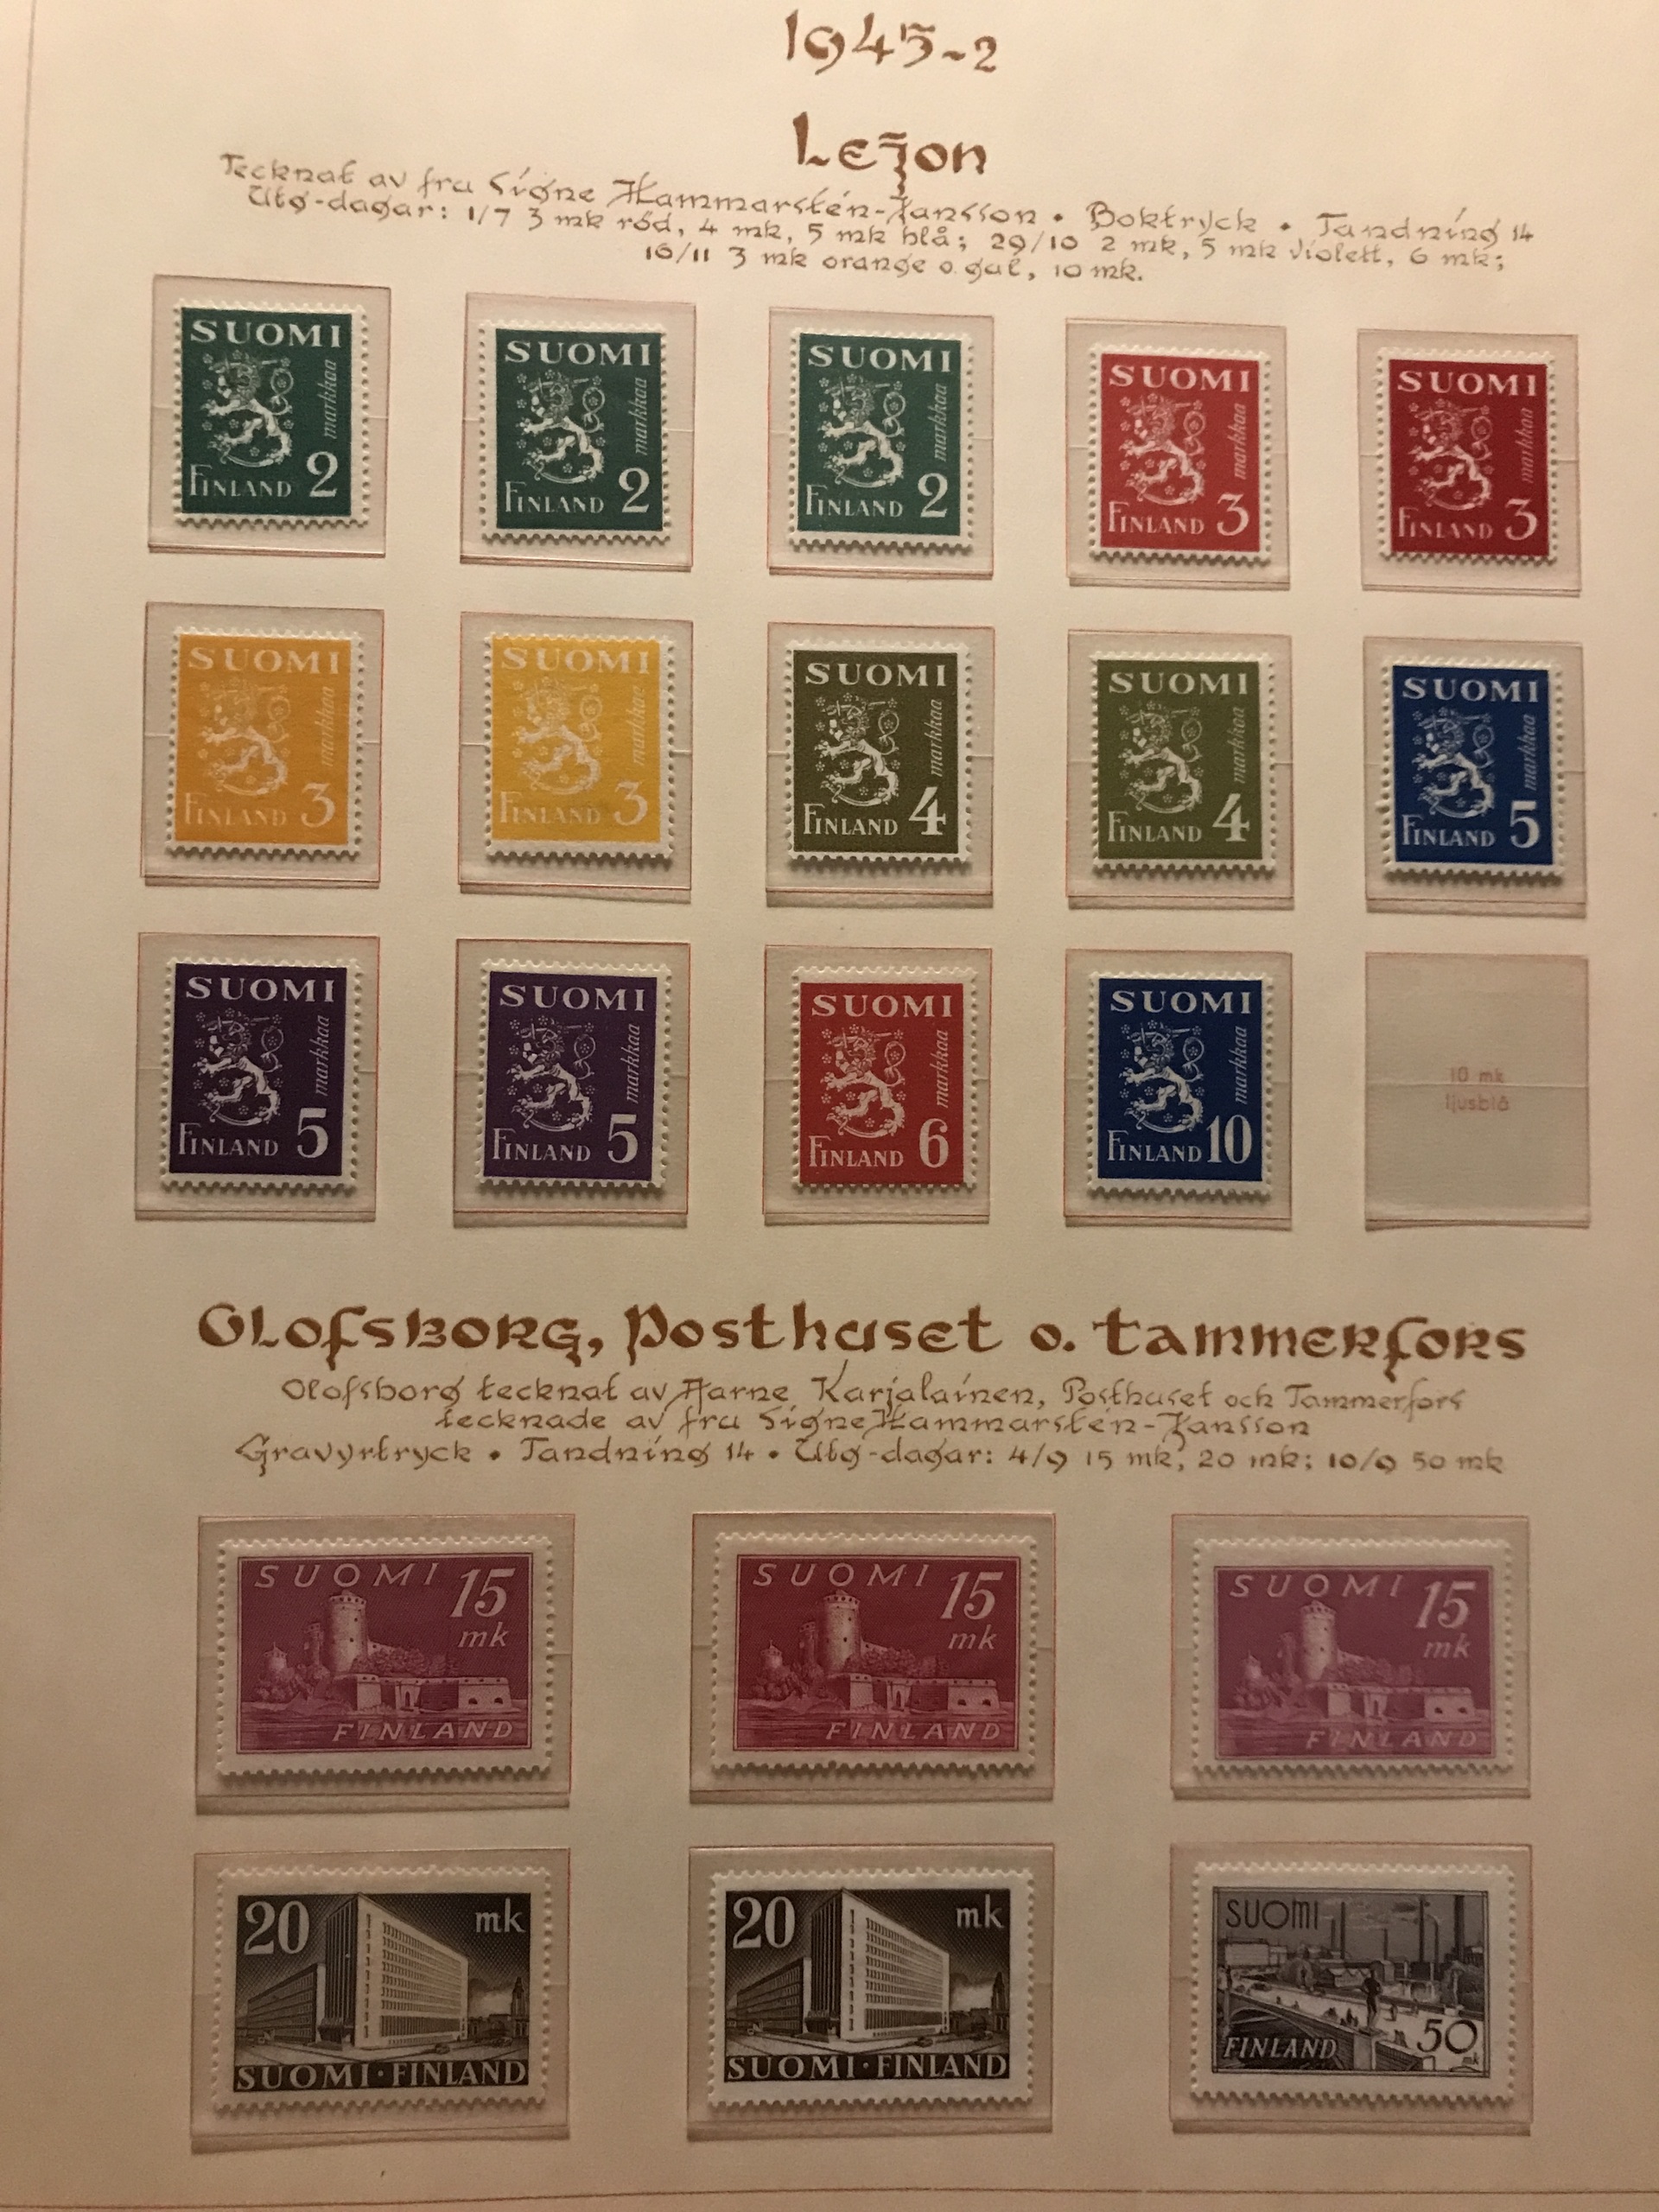 1945-2
Lejon
Tecknat av fru Signe Hammarstén-Jansson • Boktryck • Tandning 14
Utg-dagar: 1/7 3 mk röd, 4 mk, 5 mk blå; 29/10 2 mk, 5 mk violett, 6 mk;
16/11 3 mk orange o. gul, 10 mk.
SUOMI markkaa FINLAND 2
SUOMI markkaa FINLAND 2
SUOMI markkaa FINLAND 2
SUOMI markkaa FINLAND 3
SUOMI markkaa FINLAND 3
SUOMI markkaa FINLAND 3
SUOMI markkaa FINLAND 3
SUOMI markkaa FINLAND 4
SUOMI markkaa FINLAND 4
SUOMI markkaa FINLAND 5
SUOMI markkaa FINLAND 5
SUOMI markkaa FINLAND 5
SUOMI markkaa FINLAND 6
SUOMI markkaa FINLAND 10
10 mk
ljusblå
Olofsborg, Posthuset o. Tammerfors
Olofsborg tecknat av Aarne Karjalainen, Posthuset och Tammerfors
tecknade av fru Signe Hammarstén-Jansson
Gravyrtryck • Tandning 14 • Utg-dagar: 4/9 15 mk, 20 mk; 10/9 50 mk
SUOMI 15
mk
FINLAND
SUOMI 15
mk
FINLAND
SUOMI 15
mk
FINLAND
20 mk
SUOMI·FINLAND
20 mk
SUOMI·FINLAND
SUOMI
FINLAND 50 mk